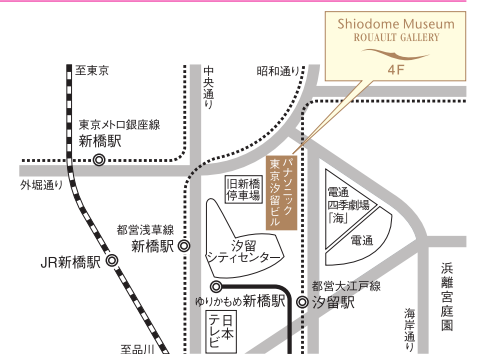 Shiodome Museum
ROUAULT GALLERY
4F
至東京
中央通り
昭和通り
東京メトロ銀座線
新橋駅
外堀通り
旧新橋
停車場
パナソニック
東京汐留ビル
電通
四季劇場
「海」
電通
都営浅草線
新橋駅
汐留
シティセンター
JR新橋駅
浜離宮庭園
ゆりかもめ新橋駅
都営大江戸線
汐留駅
日本
テレビ
海岸通り
至品川